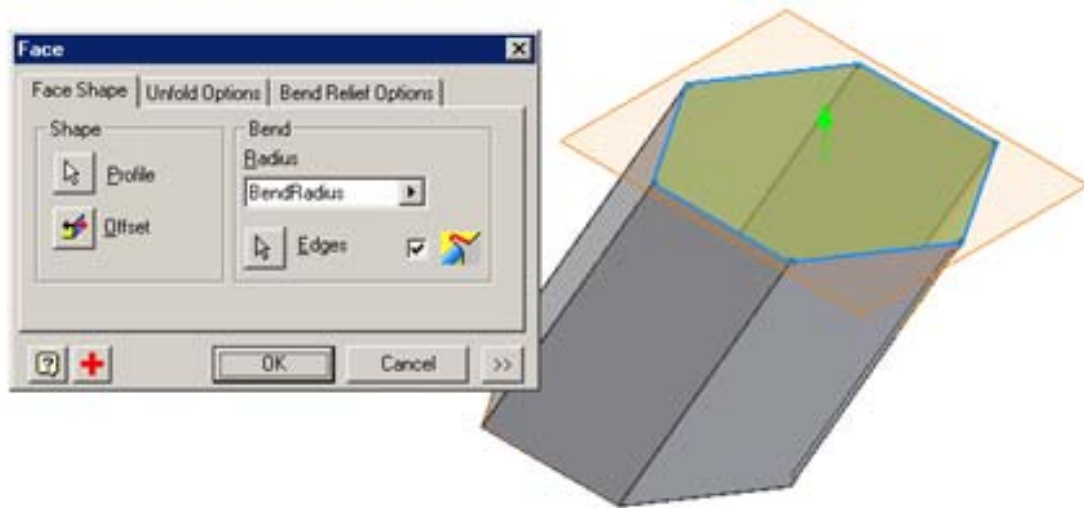 Face
Face Shape
Unfold Options
Bend Relief Options
Shape
Profile
Offset
Bend
Radius
BendRadius
Edges
OK
Cancel
>>